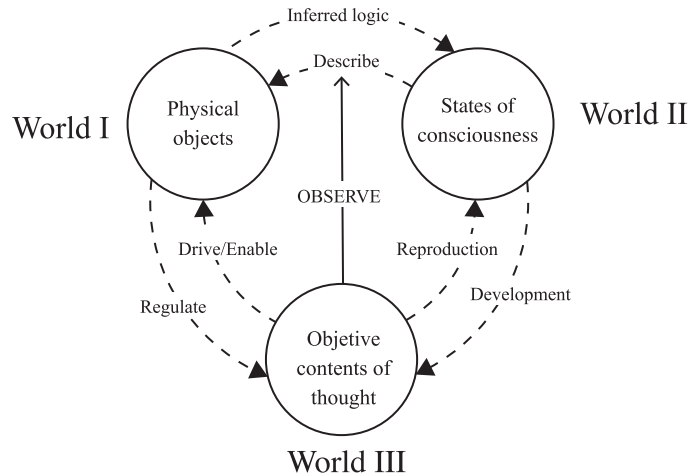 Inferred logic
Describe
World I
Physical
objects
States of
consciousness
World II
OBSERVE
Drive/Enable
Reproduction
Regulate
Development
Objetive
contents of
thought
World III